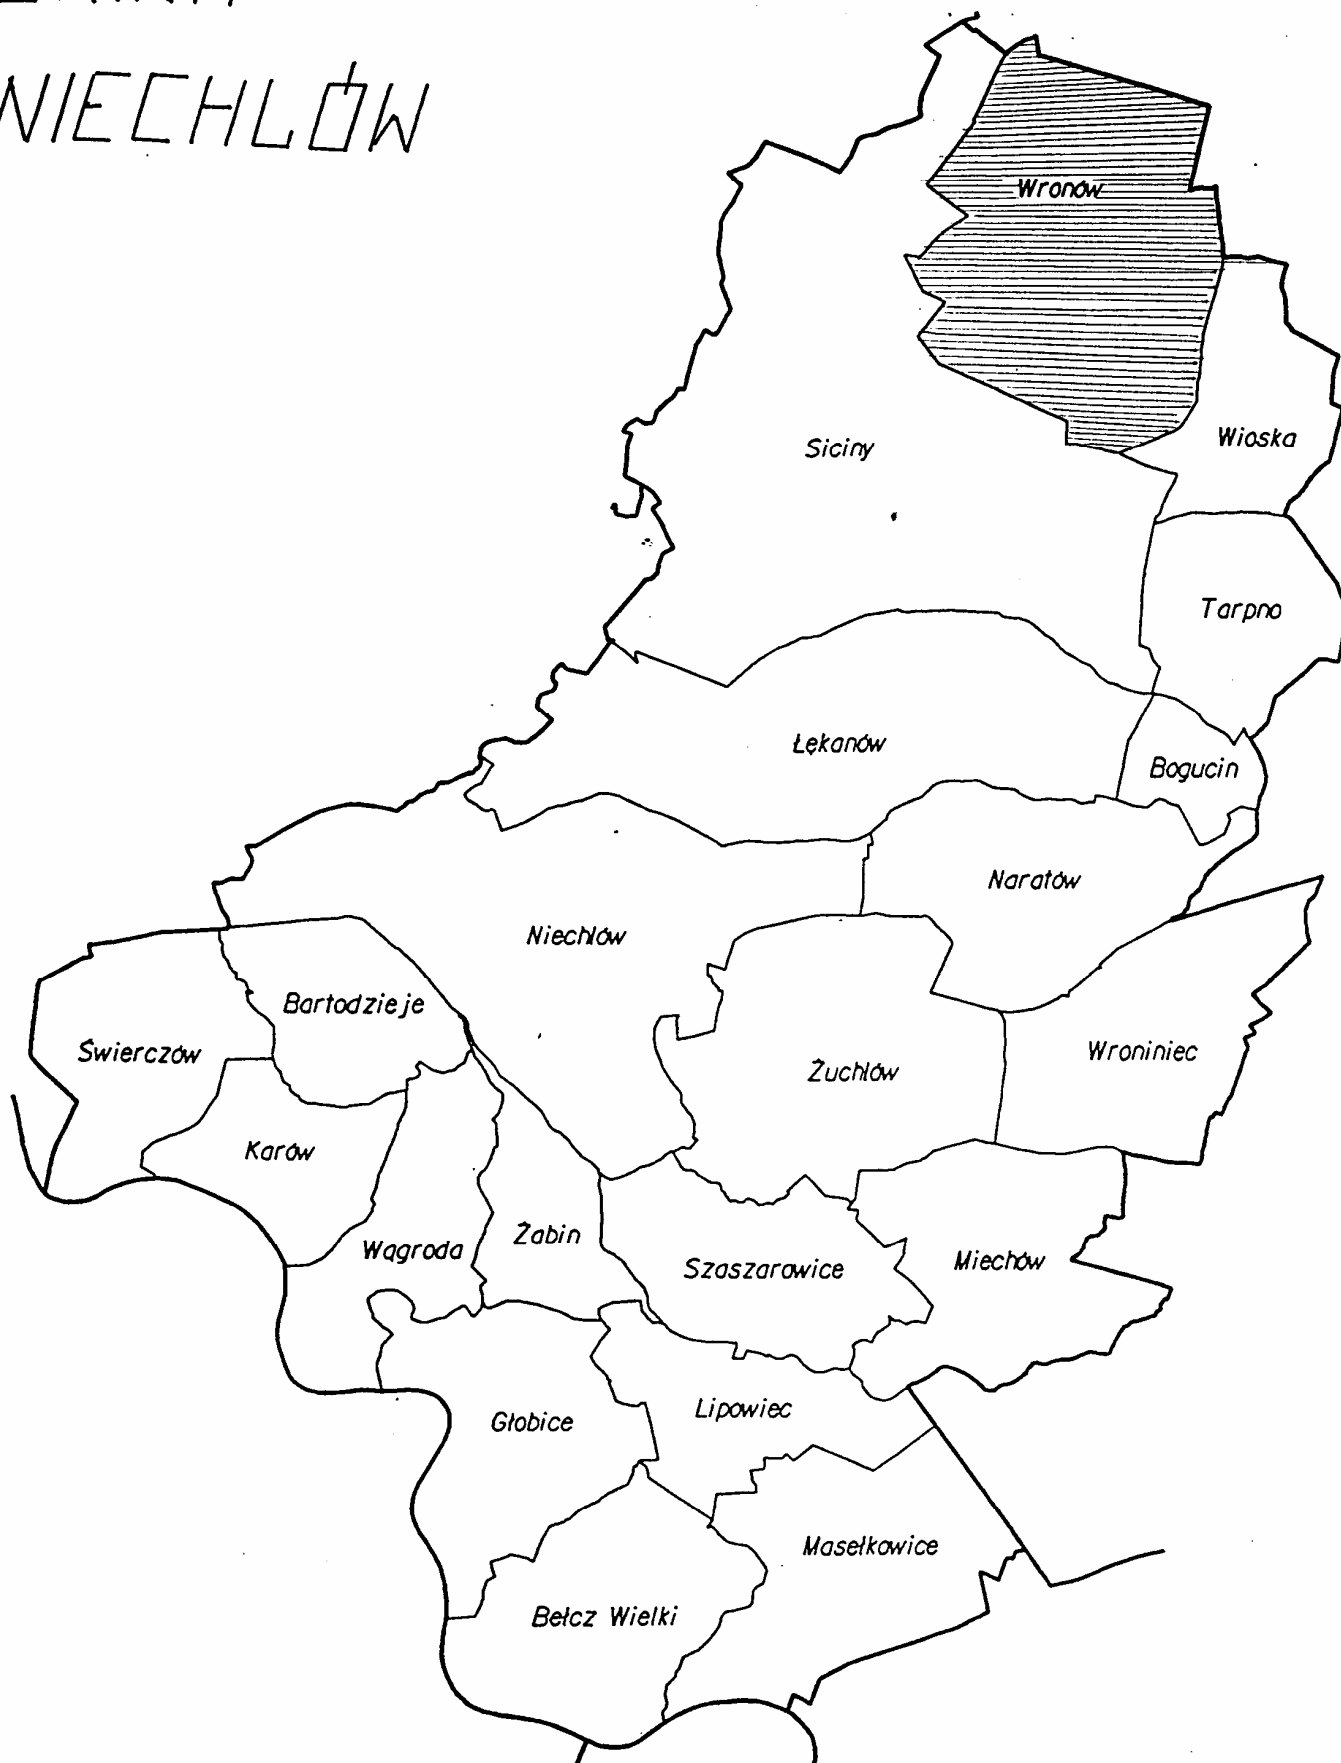 NIECHLÓW
Wronów
Wioska
Siciny
Tarpno
Łękanów
Bogucin
Naratów
Niechlów
Bartodzieje
Świerczów
Żuchlów
Wroniniec
Karów
Żabin
Wągroda
Szaszarowice
Miechów
Lipowiec
Głobice
Masełkowice
Bełcz Wielki